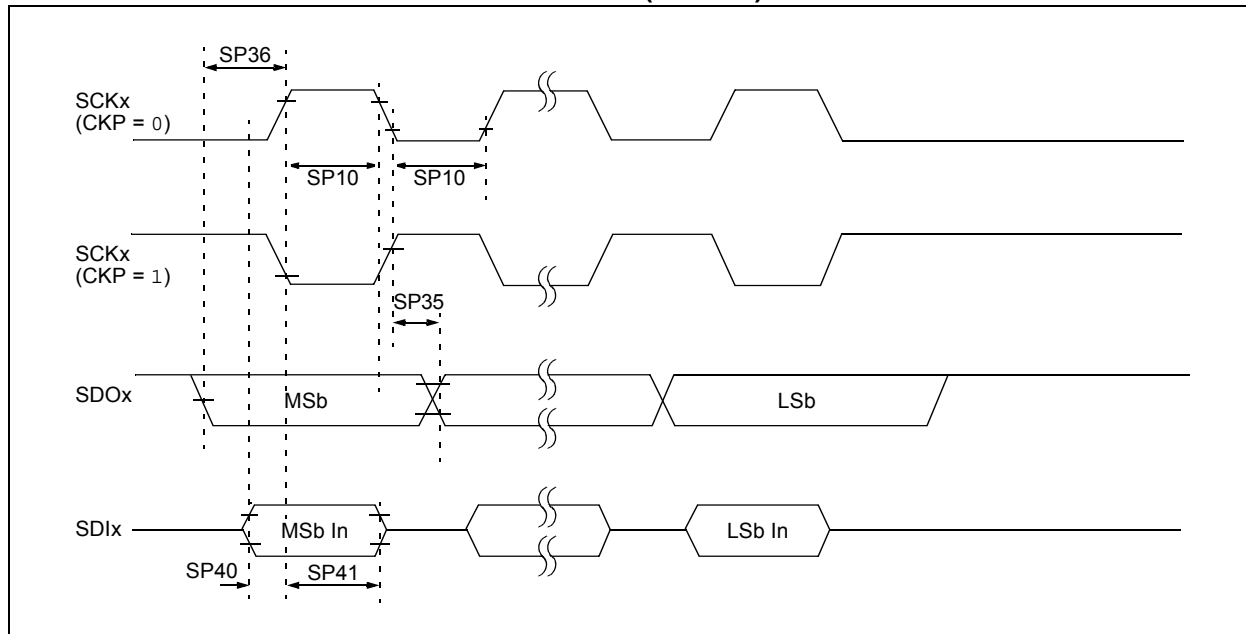 SP36
SCKx
(CKP = 0)
SP10 SP10
SCKx
(CKP = 1)
SP35
SDOx MSb LSb
SDIx MSb In LSb In
SP40 SP41